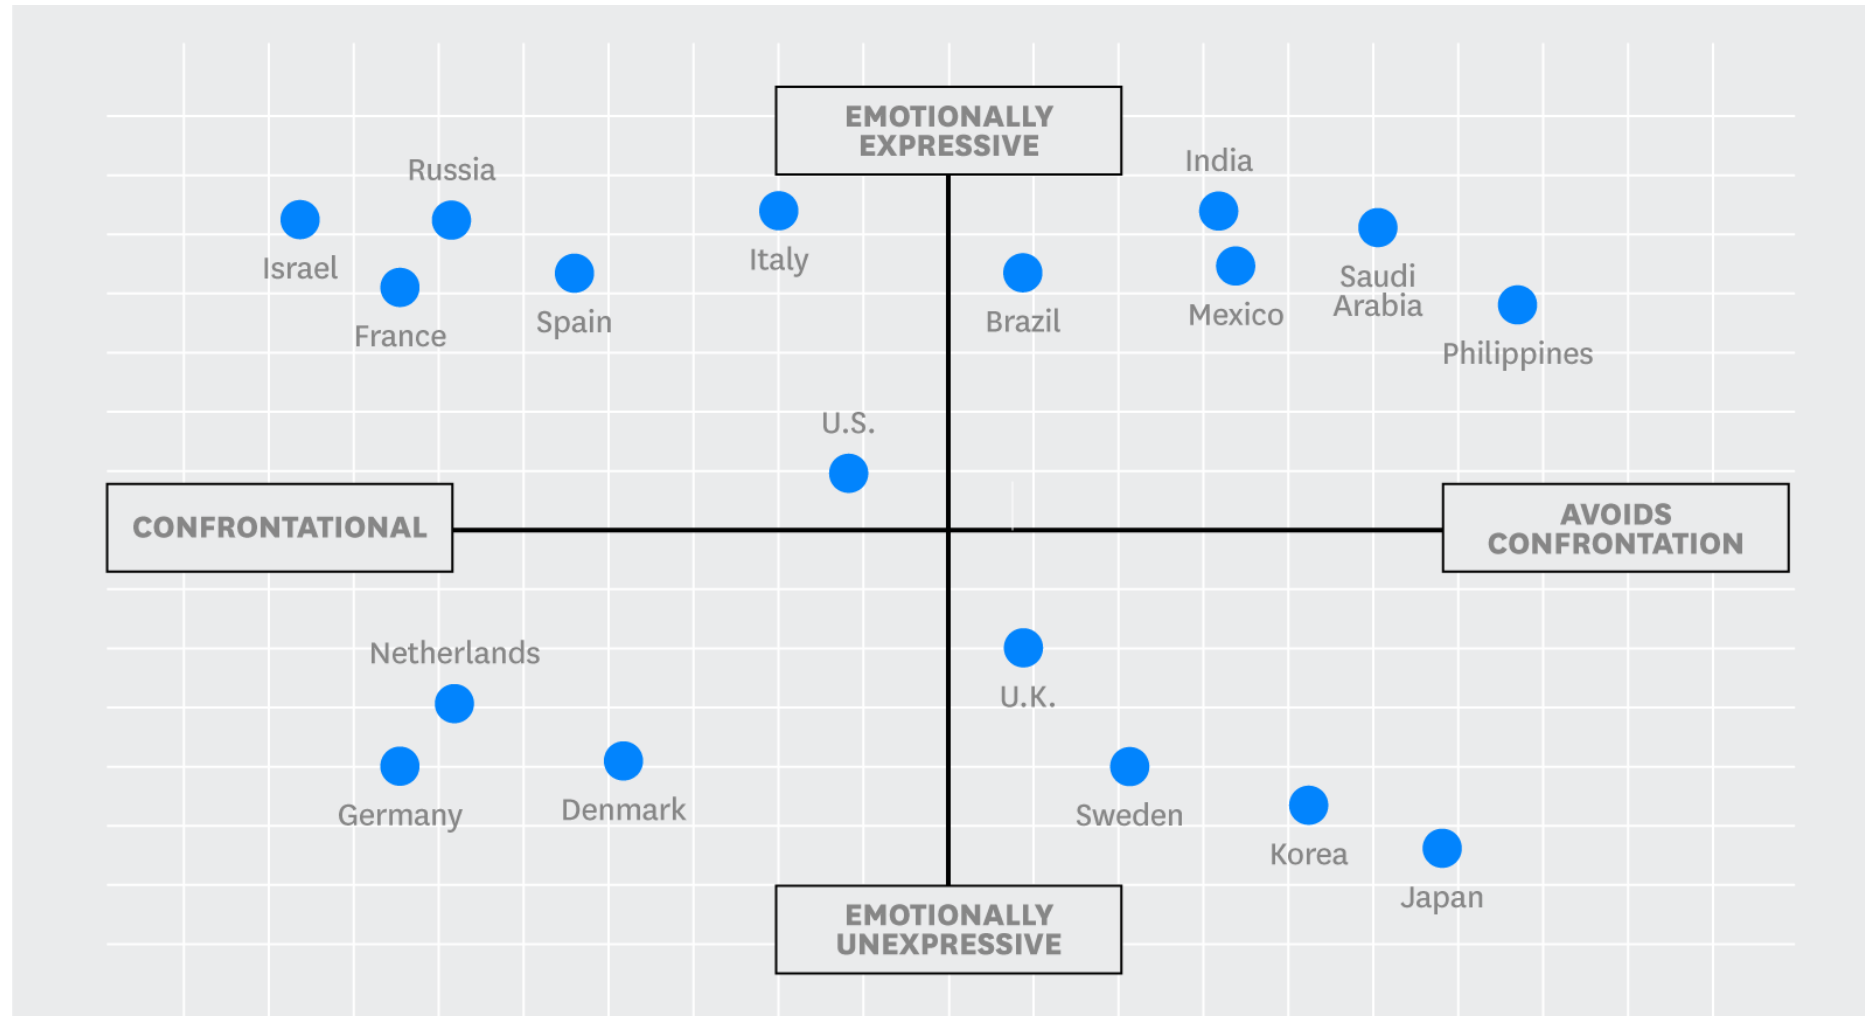 EMOTIONALLY
EXPRESSIVE
India
Russia
Italy
Israel
Saudi
Arabia
Mexico
Brazil
Spain
France
Philippines
U.S.
CONFRONTATIONAL
AVOIDS
CONFRONTATION
Netherlands
U.K.
Denmark
Germany
Sweden
Korea
Japan
EMOTIONALLY
UNEXPRESSIVE